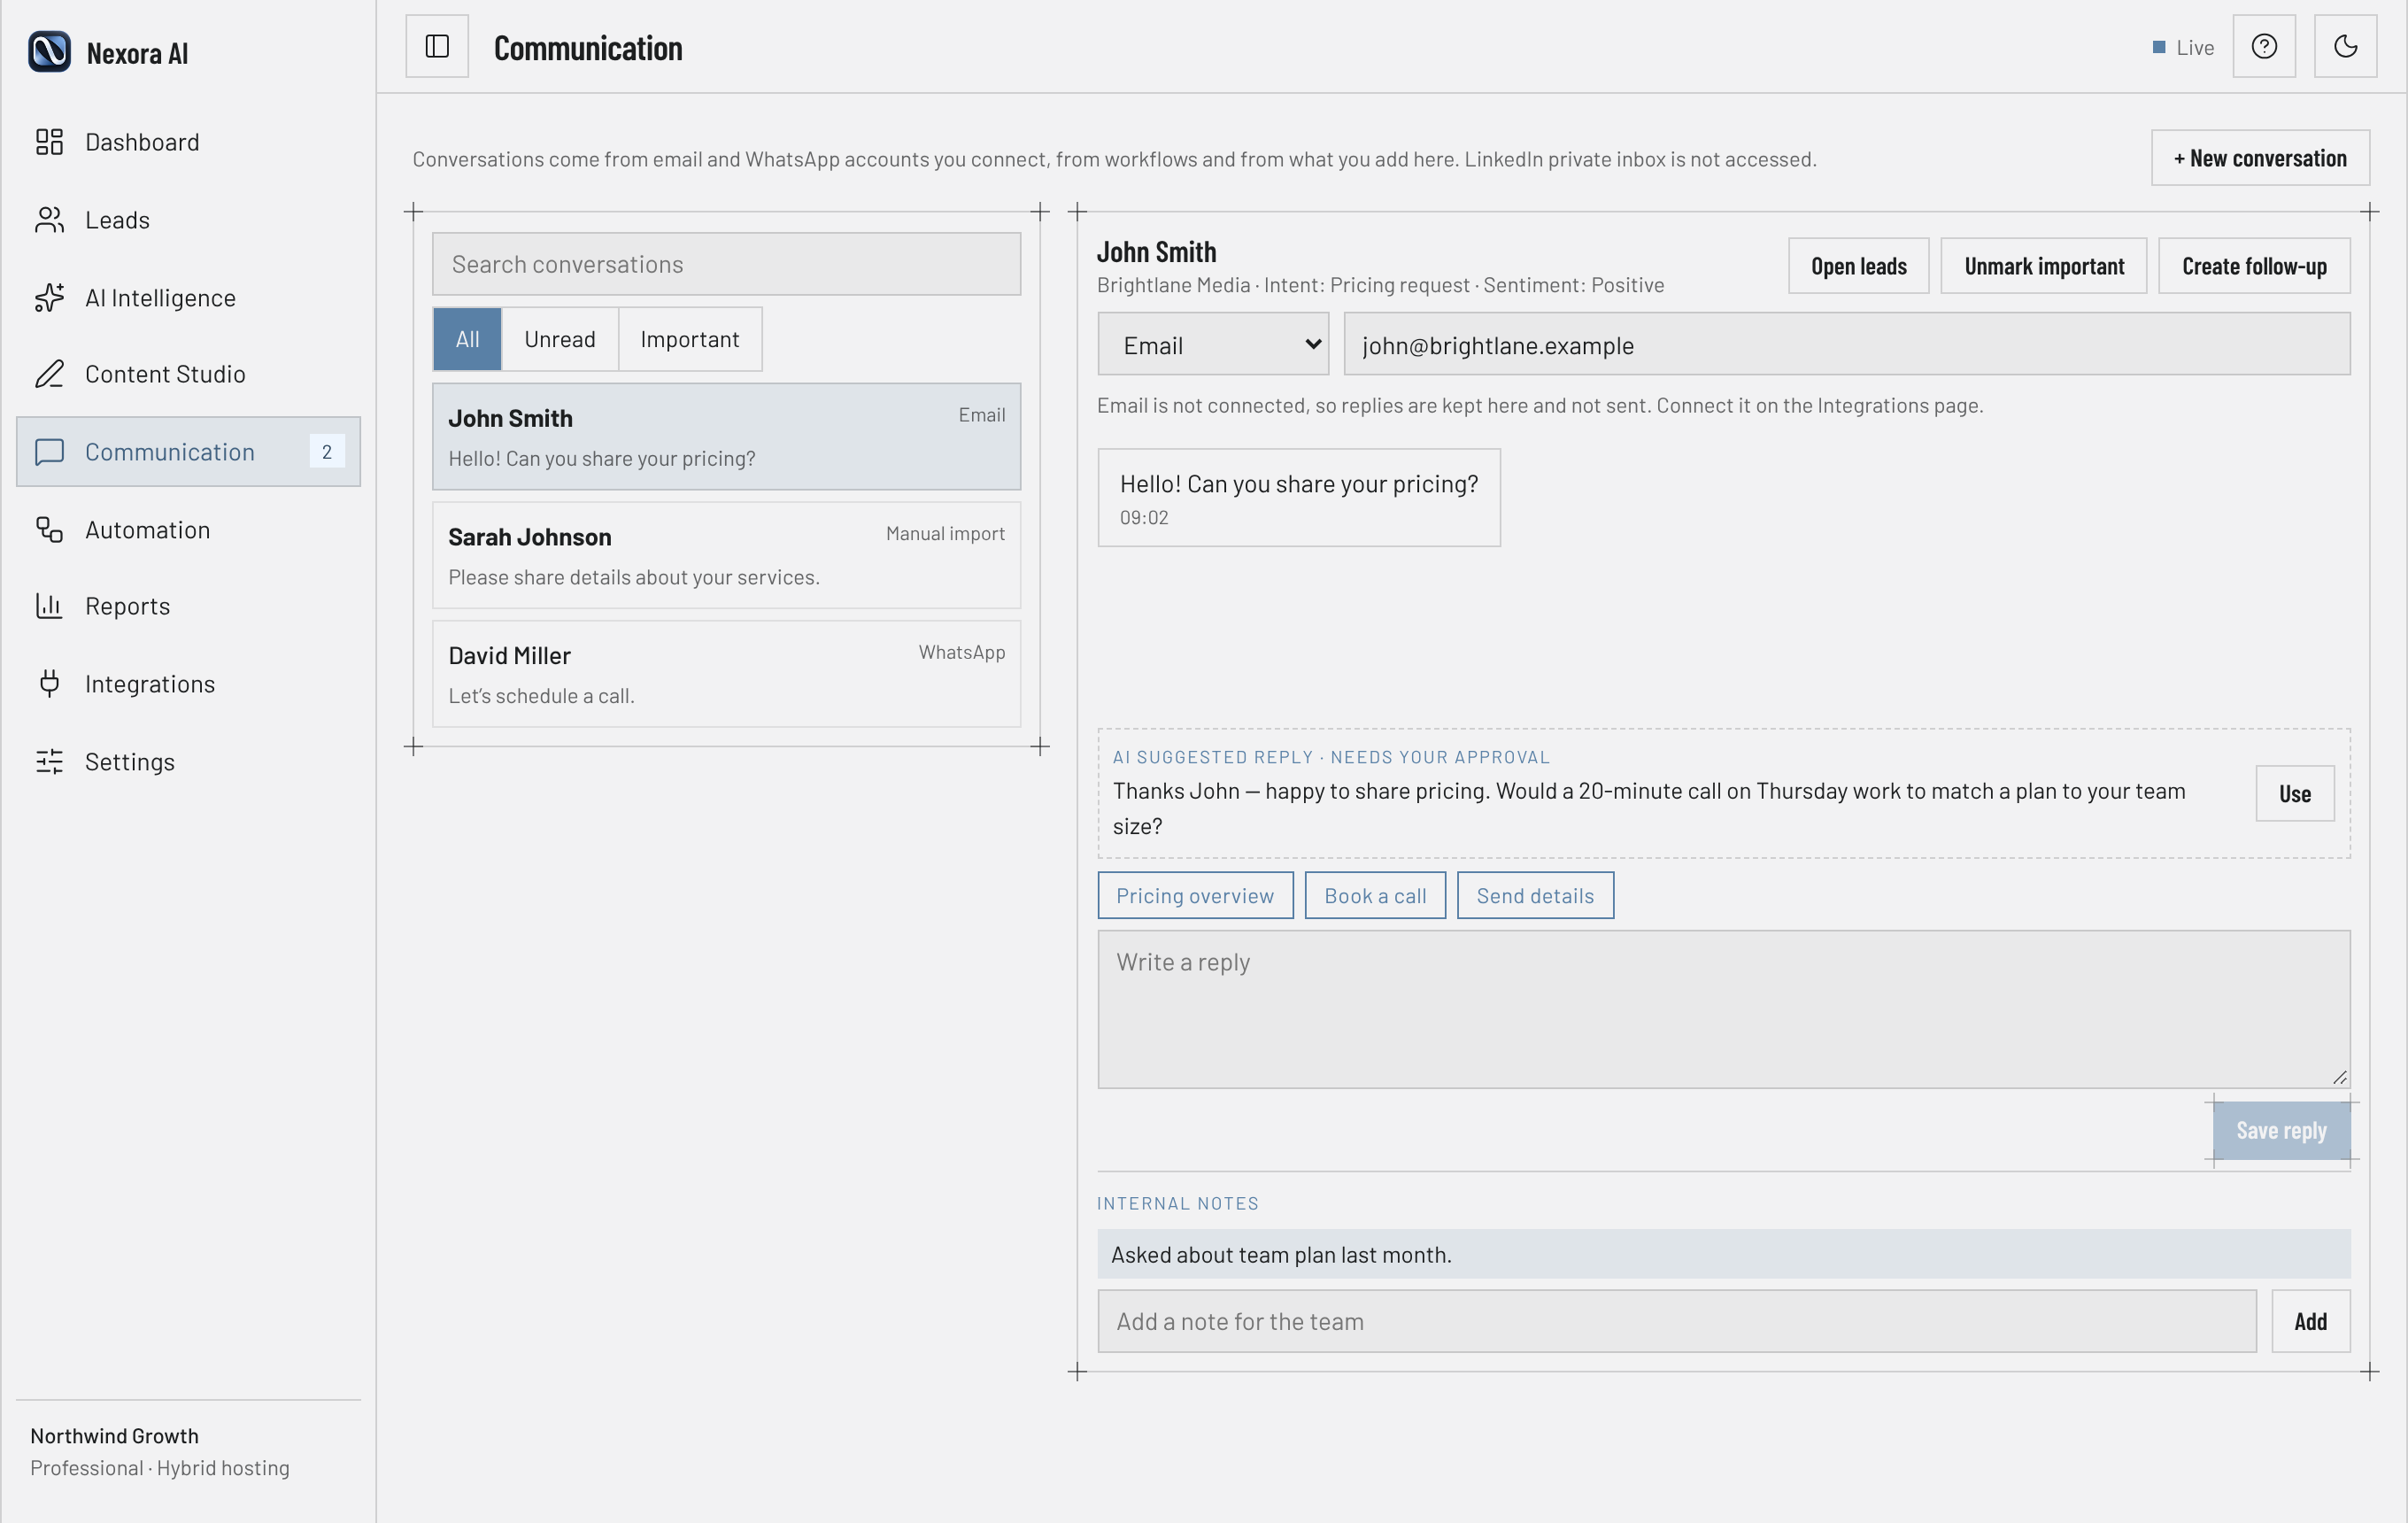 Nexora AI
Dashboard
Leads
AI Intelligence
Content Studio
Communication
2
Automation
Reports
Integrations
Settings
Northwind Growth
Professional · Hybrid hosting
Communication
Live
Conversations come from email and WhatsApp accounts you connect, from workflows and from what you add here. LinkedIn private inbox is not accessed.
+ New conversation
Search conversations
All
Unread
Important
John Smith
Email
Hello! Can you share your pricing?
Sarah Johnson
Manual import
Please share details about your services.
David Miller
WhatsApp
Let’s schedule a call.
John Smith
Brightlane Media · Intent: Pricing request · Sentiment: Positive
Open leads
Unmark important
Create follow-up
Email
john@brightlane.example
Email is not connected, so replies are kept here and not sent. Connect it on the Integrations page.
Hello! Can you share your pricing?
09:02
AI SUGGESTED REPLY · NEEDS YOUR APPROVAL
Thanks John — happy to share pricing. Would a 20-minute call on Thursday work to match a plan to your team
size?
Use
Pricing overview
Book a call
Send details
Write a reply
Save reply
INTERNAL NOTES
Asked about team plan last month.
Add a note for the team
Add